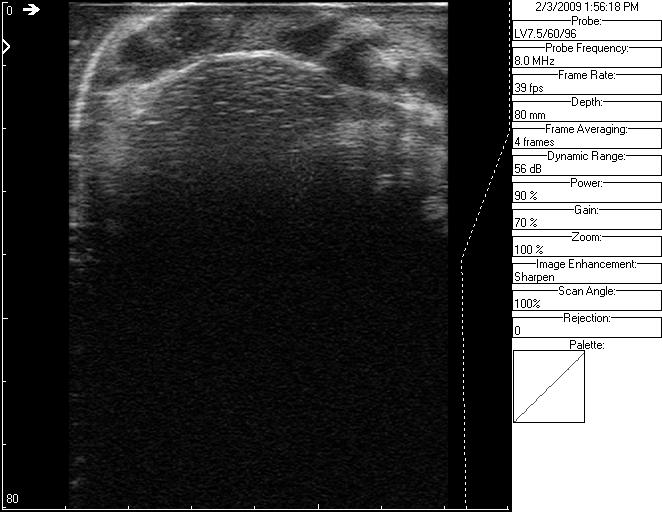 0
80
2/3/2009 1:56:18 PM
Probe:
LV7.5/60/96
Probe Frequency:
8.0 MHz
Frame Rate:
39 fps
Depth:
80 mm
Frame Averaging:
4 frames
Dynamic Range:
56 dB
Power:
90 %
Gain:
70 %
Zoom:
100 %
Image Enhancement:
Sharpen
Scan Angle:
100%
Rejection:
0
Palette: